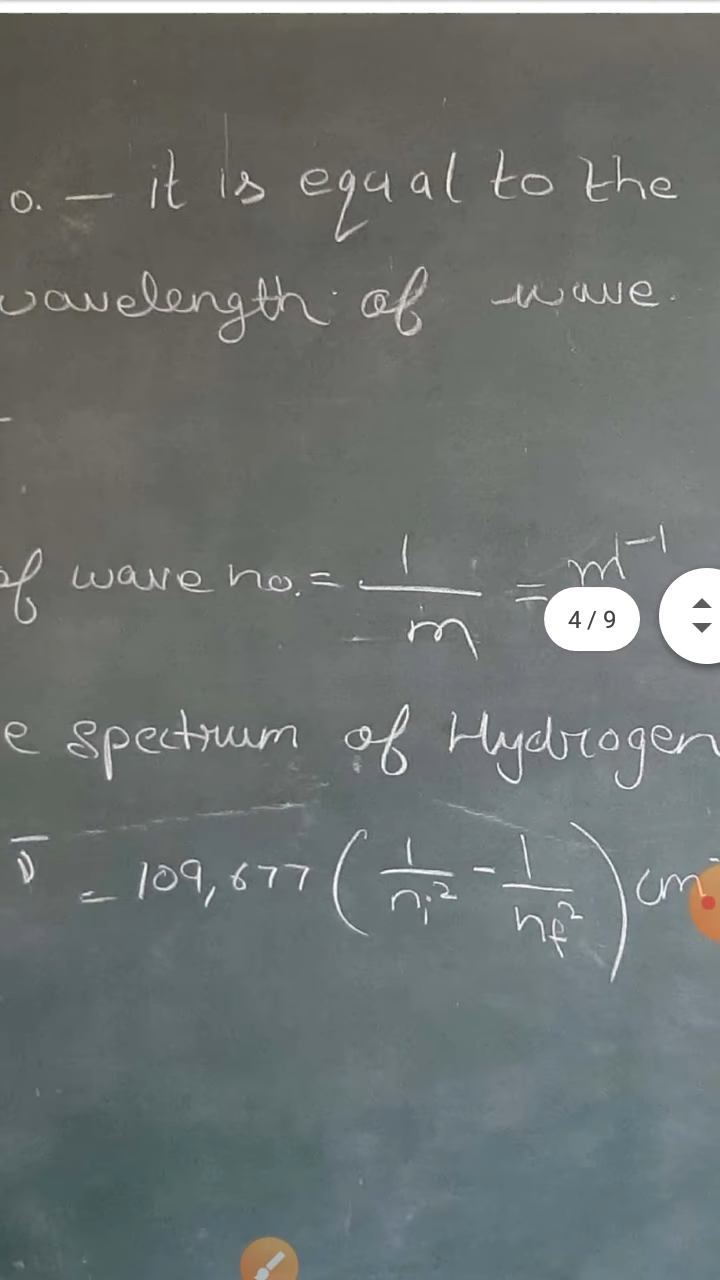 o. — it is equal to the
wavelength of wave.
of wave no. = 1/m = m⁻¹
4 / 9
e spectrum of Hydrogen
ν̅ = 109,677 ( 1/nᵢ² - 1/n_f² ) cm⁻